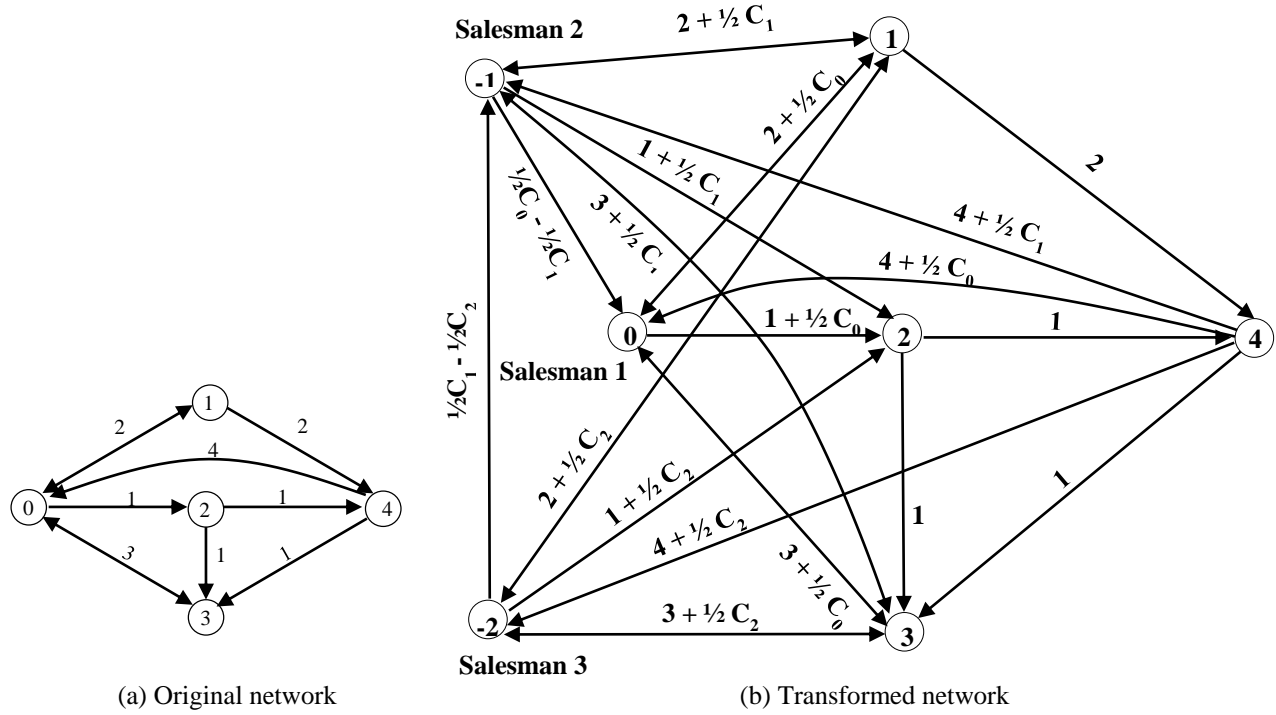 Salesman 2
2 + ½ C₁
1
-1
2 + ½ C₀
1 + ½ C₁
2
½C₀ - ½C₁
3 + ½ C₁
4 + ½ C₁
4 + ½ C₀
0
1 + ½ C₀
2
1
4
Salesman 1
½C₁ - ½C₂
2 + ½ C₂
1 + ½ C₂
4 + ½ C₂
1
1
3 + ½ C₀
-2
3 + ½ C₂
3
Salesman 3
1
2
2
4
0
1
2
1
4
3
1
1
3
(a) Original network
(b) Transformed network